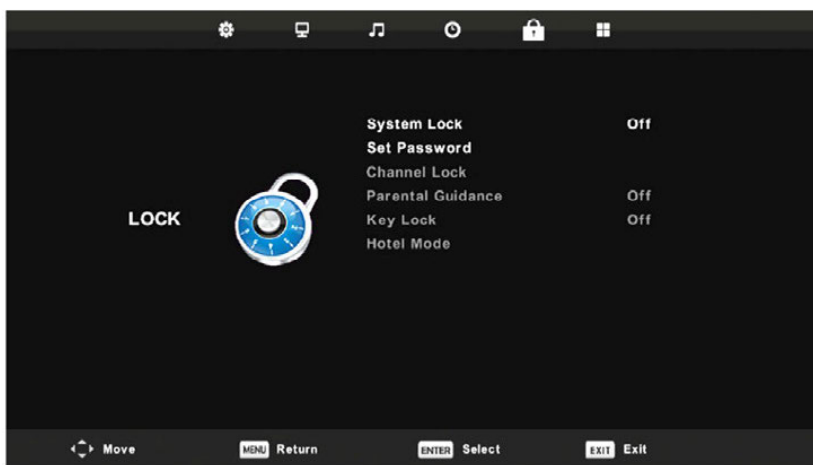 System Lock Off
Set Password
Channel Lock
Parental Guidance Off
LOCK
Key Lock Off
Hotel Mode
Move MENU Return ENTER Select EXIT Exit